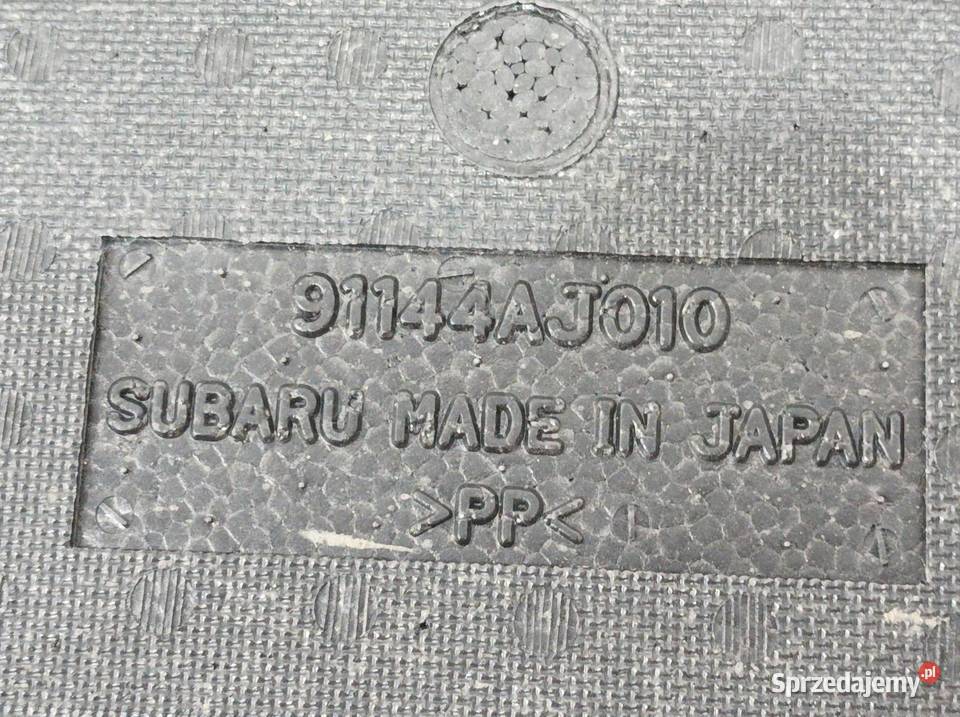 91144AJ010
SUBARU MADE IN JAPAN
>PP<
Sprzedajemy.pl